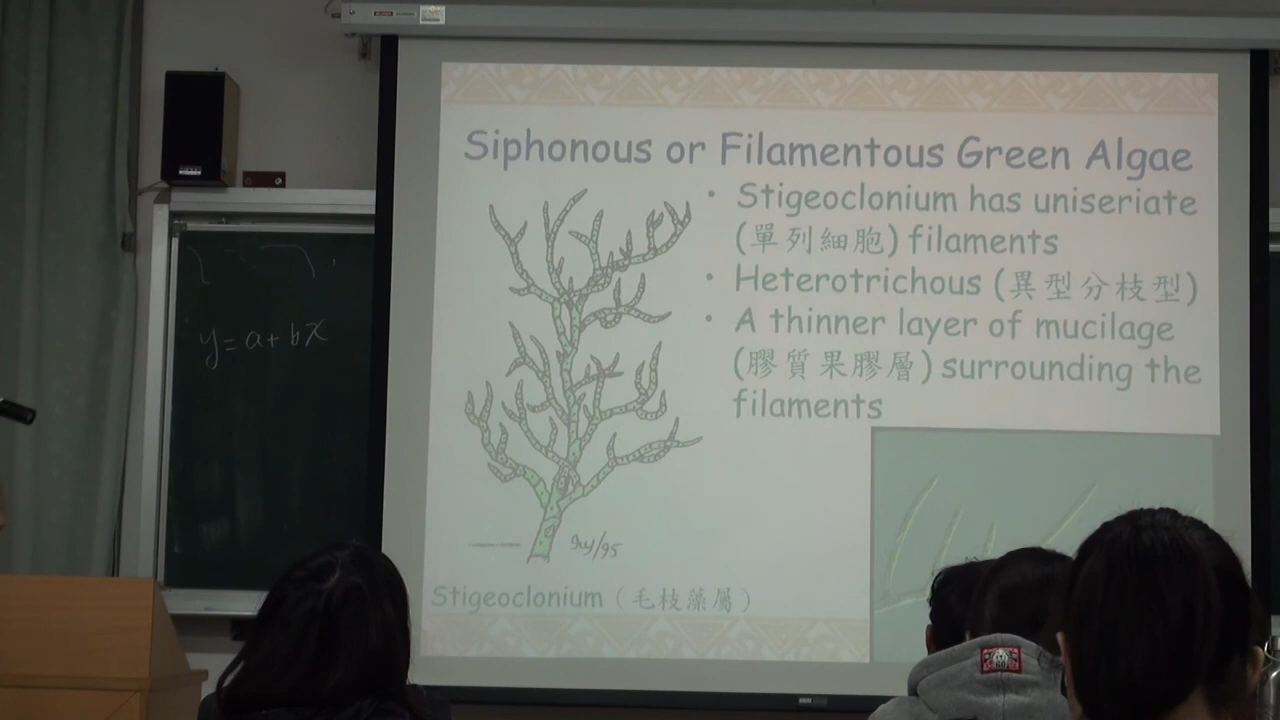 Siphonous or Filamentous Green Algae
• Stigeoclonium has uniseriate
(單列細胞) filaments
• Heterotrichous (異型分枝型)
• A thinner layer of mucilage
(膠質果膠層) surrounding the
filaments
Stigeoclonium (毛枝藻屬)
y=a+bx